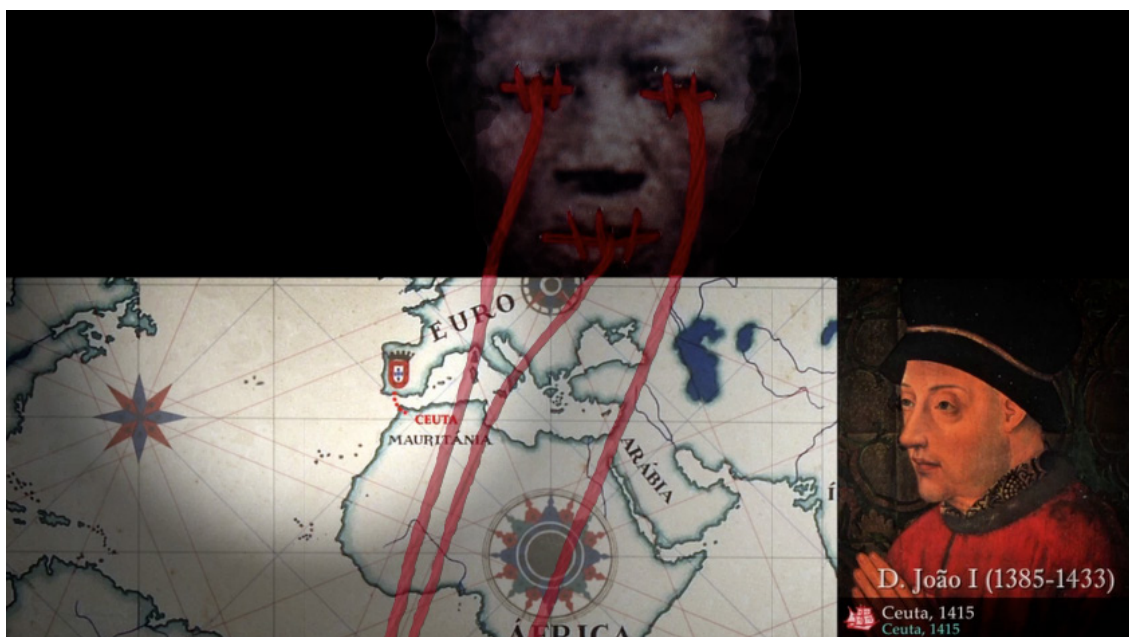 EURO
CEUTA
MAURITÂNIA
ARÁBIA
Í
ÁFRICA
D. João I (1385-1433)
Ceuta, 1415
Ceuta, 1415